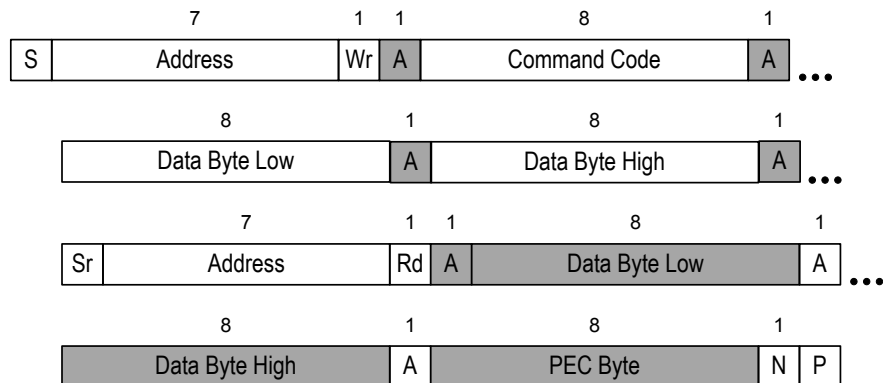 7 1 1 8 1
S Address Wr A Command Code A ...
8 1 8 1
Data Byte Low A Data Byte High A ...
7 1 1 8 1
Sr Address Rd A Data Byte Low A ...
8 1 8 1
Data Byte High A PEC Byte N P